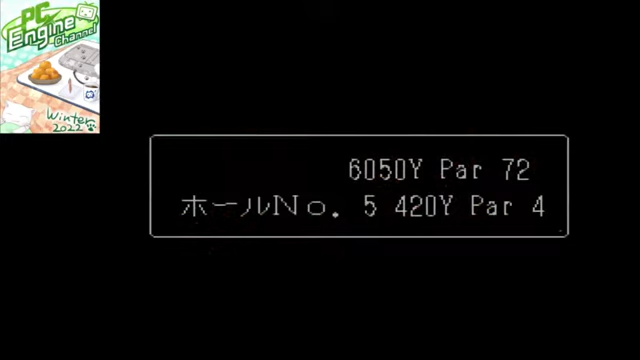 PC
Engine
Channel
Winter
2022
6050Y Par 72
ホールNo. 5 420Y Par 4